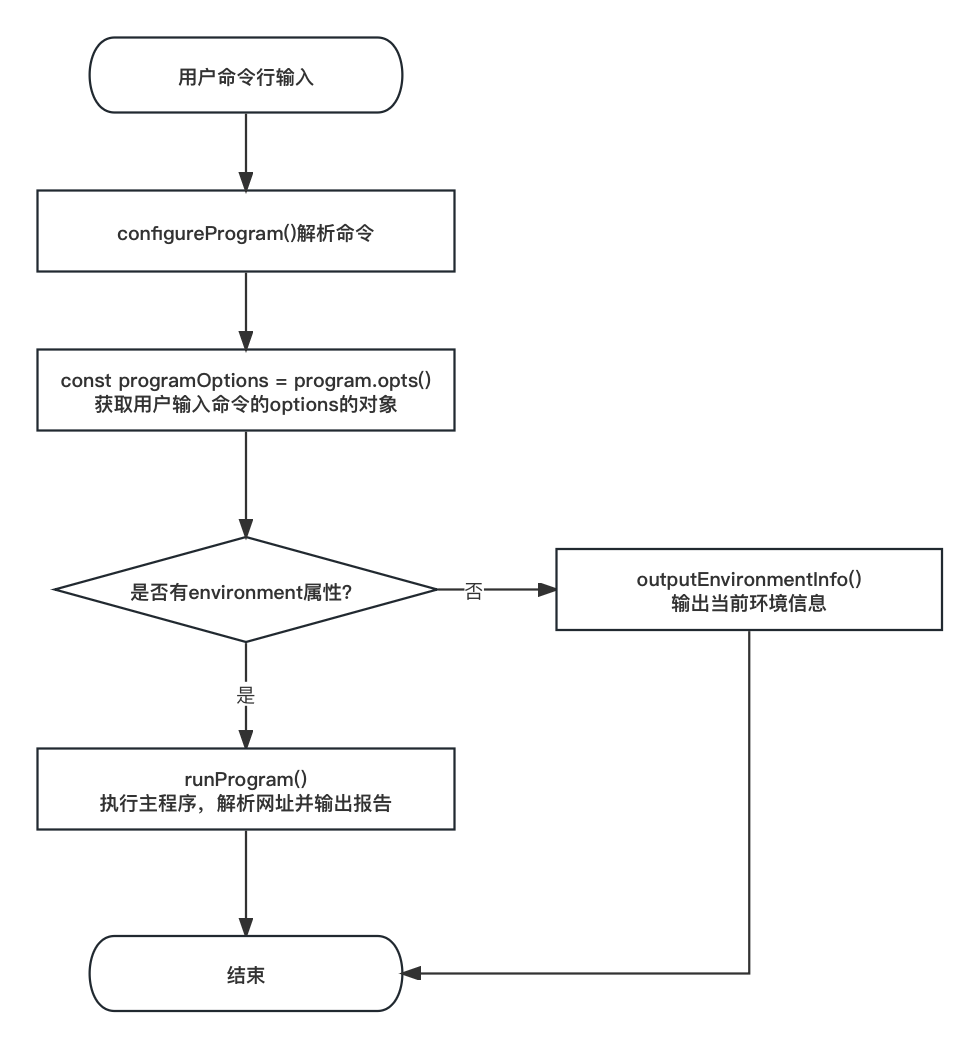 用户命令行输入
configureProgram()解析命令
const programOptions = program.opts()
获取用户输入命令的options的对象
是否有environment属性?
否
outputEnvironmentInfo()
输出当前环境信息
是
runProgram()
执行主程序，解析网址并输出报告
结束